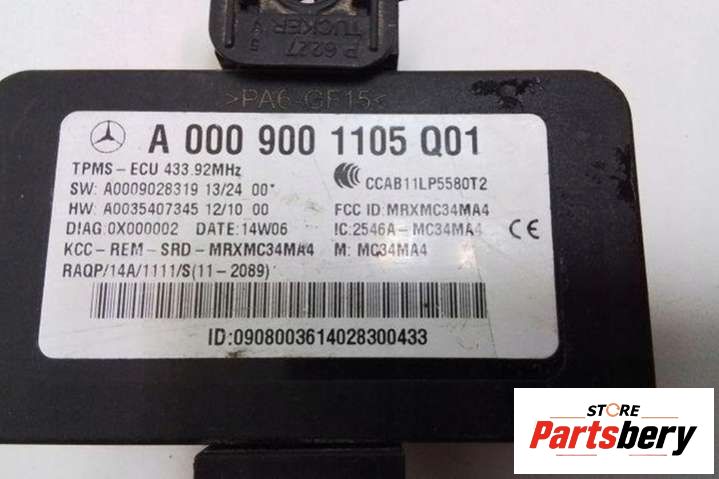 P 6227
TUCKER
V 5
>PA6-GF15<
A 000 900 1105 Q01
TPMS-ECU 433.92MHz
CCAB11LP5580T2
SW: A0009028319 13/24 00*
HW: A0035407345 12/10 00
FCC ID: MRXMC34MA4
DIAG:0X000002 DATE:14W06
IC:2546A-MC34MA4
CE
KCC-REM-SRD-MRXMC34MA4
M: MC34MA4
RAQP/14A/1111/S(11-2089)
ID:0908003614028300433
STORE
Partsbery